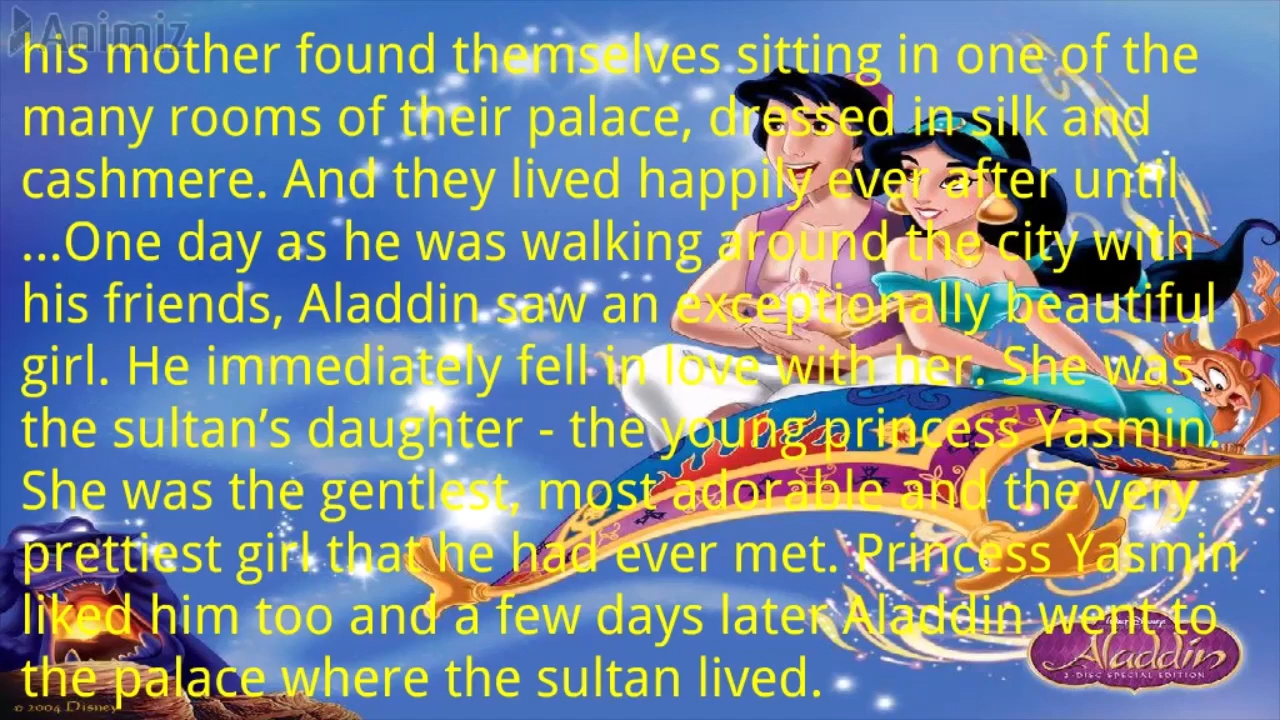 Animiz
his mother found themselves sitting in one of the
many rooms of their palace, dressed in silk and
cashmere. And they lived happily ever after until
...One day as he was walking around the city with
his friends, Aladdin saw an exceptionally beautiful
girl. He immediately fell in love with her. She was
the sultan’s daughter - the young princess Yasmin.
She was the gentlest, most adorable and the very
prettiest girl that he had ever met. Princess Yasmin
liked him too and a few days later Aladdin went to
the palace where the sultan lived.
Walt Disney's
Aladdin
2-DISC SPECIAL EDITION
© 2004 Disney